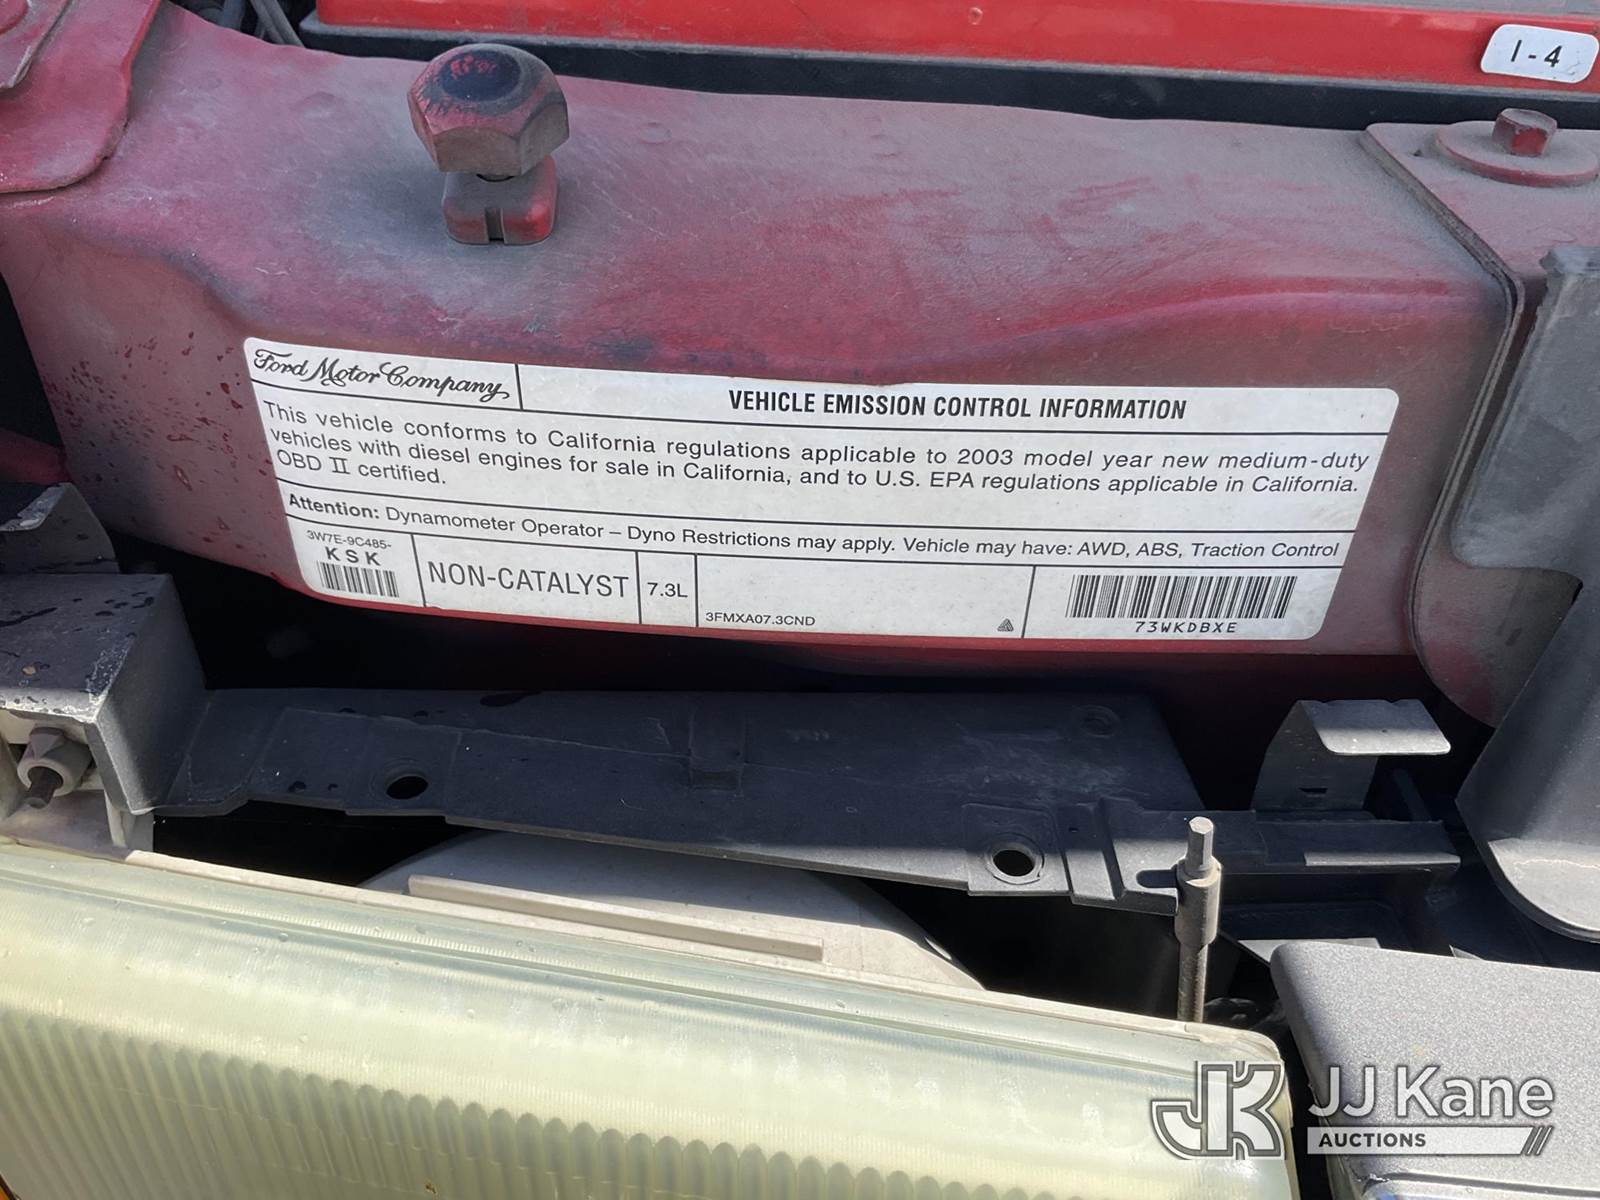 1-4
Ford Motor Company
VEHICLE EMISSION CONTROL INFORMATION
This vehicle conforms to California regulations applicable to 2003 model year new medium-duty
vehicles with diesel engines for sale in California, and to U.S. EPA regulations applicable in California.
OBD II certified.
Attention: Dynamometer Operator – Dyno Restrictions may apply. Vehicle may have: AWD, ABS, Traction Control
3W7E-9C485-
KSK
NON-CATALYST
7.3L
3FMXA07.3CND
73WKDBXE
JK JJ Kane
AUCTIONS